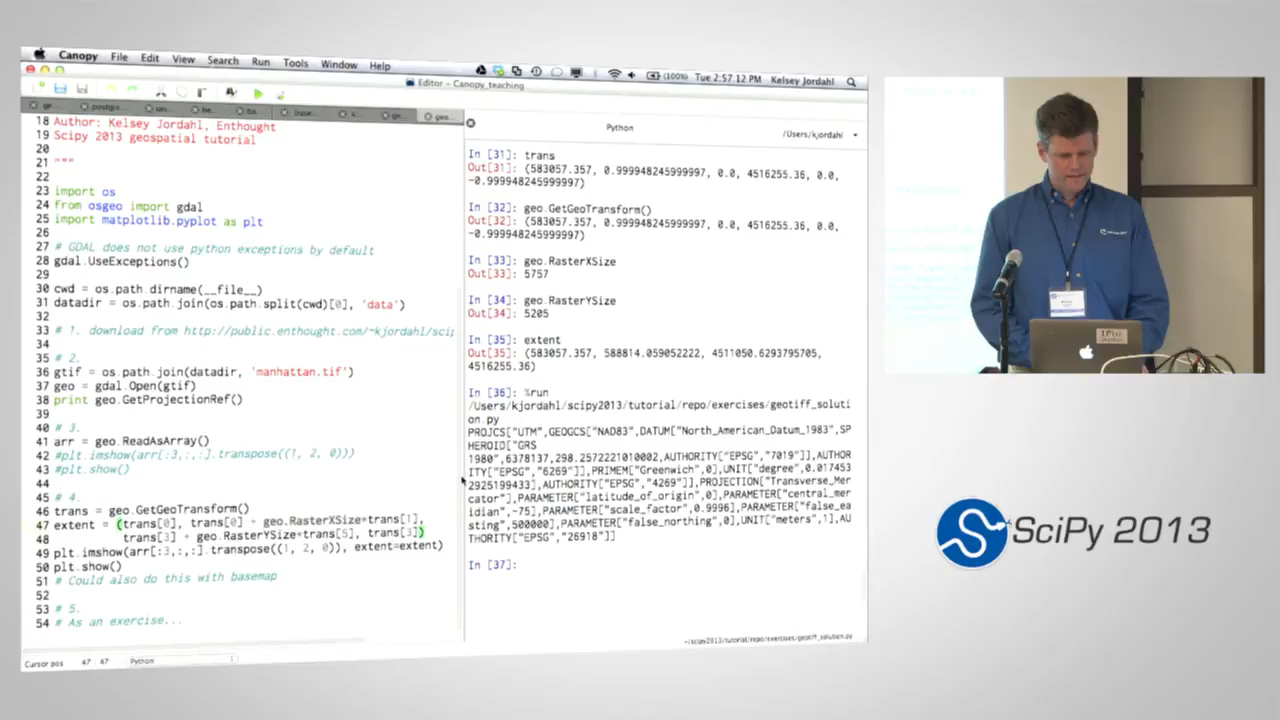 Canopy File Edit View Search Run Tools Window Help
(100%) Tue 2:57:12 PM Kelsey Jordahl
Editor - Canopy_teaching
18 Author: Kelsey Jordahl, Enthought
19 Scipy 2013 geospatial tutorial
20
21 """
22
23 import os
24 from osgeo import gdal
25 import matplotlib.pyplot as plt
26
27 # GDAL does not use python exceptions by default
28 gdal.UseExceptions()
29
30 cwd = os.path.dirname(__file__)
31 datadir = os.path.join(os.path.split(cwd)[0], 'data')
32
33 # 1. download from http://public.enthought.com/~kjordahl/scip
34
35 # 2.
36 gtif = os.path.join(datadir, 'manhattan.tif')
37 geo = gdal.Open(gtif)
38 print geo.GetProjectionRef()
39
40 # 3.
41 arr = geo.ReadAsArray()
42 #plt.imshow(arr[:3,:,:].transpose((1, 2, 0)))
43 #plt.show()
44
45 # 4.
46 trans = geo.GetGeoTransform()
47 extent = (trans[0], trans[0] + geo.RasterXSize*trans[1],
48 trans[3] + geo.RasterYSize*trans[5], trans[3])
49 plt.imshow(arr[:3,:,:].transpose((1, 2, 0)), extent=extent)
50 plt.show()
51 # Could also do this with basemap
52
53 # 5.
54 # As an exercise...
Cursor pos 47 : 47 Python
Python
/Users/kjordahl
In [31]: trans
Out[31]: (583057.357, 0.999948245999997, 0.0, 4516255.36, 0.0,
-0.999948245999997)
In [32]: geo.GetGeoTransform()
Out[32]: (583057.357, 0.999948245999997, 0.0, 4516255.36, 0.0,
-0.999948245999997)
In [33]: geo.RasterXSize
Out[33]: 5757
In [34]: geo.RasterYSize
Out[34]: 5205
In [35]: extent
Out[35]: (583057.357, 588814.059052222, 4511050.6293795705,
4516255.36)
In [36]: %run
/Users/kjordahl/scipy2013/tutorial/repo/exercises/geotiff_soluti
on.py
PROJCS["UTM",GEOGCS["NAD83",DATUM["North_American_Datum_1983",SP
HEROID["GRS
1980",6378137,298.2572221010002,AUTHORITY["EPSG","7019"]],AUTHO
RITY["EPSG","6269"]],PRIMEM["Greenwich",0],UNIT["degree",0.017453
2925199433],AUTHORITY["EPSG","4269"]],PROJECTION["Transverse_Mer
cator"],PARAMETER["latitude_of_origin",0],PARAMETER["central_mer
idian",-75],PARAMETER["scale_factor",0.9996],PARAMETER["false_ea
sting",500000],PARAMETER["false_northing",0],UNIT["meters",1],AU
THORITY["EPSG","26918"]]
In [37]:
~/scipy2013/tutorial/repo/exercises/geotiff_solution.py
SciPy 2013